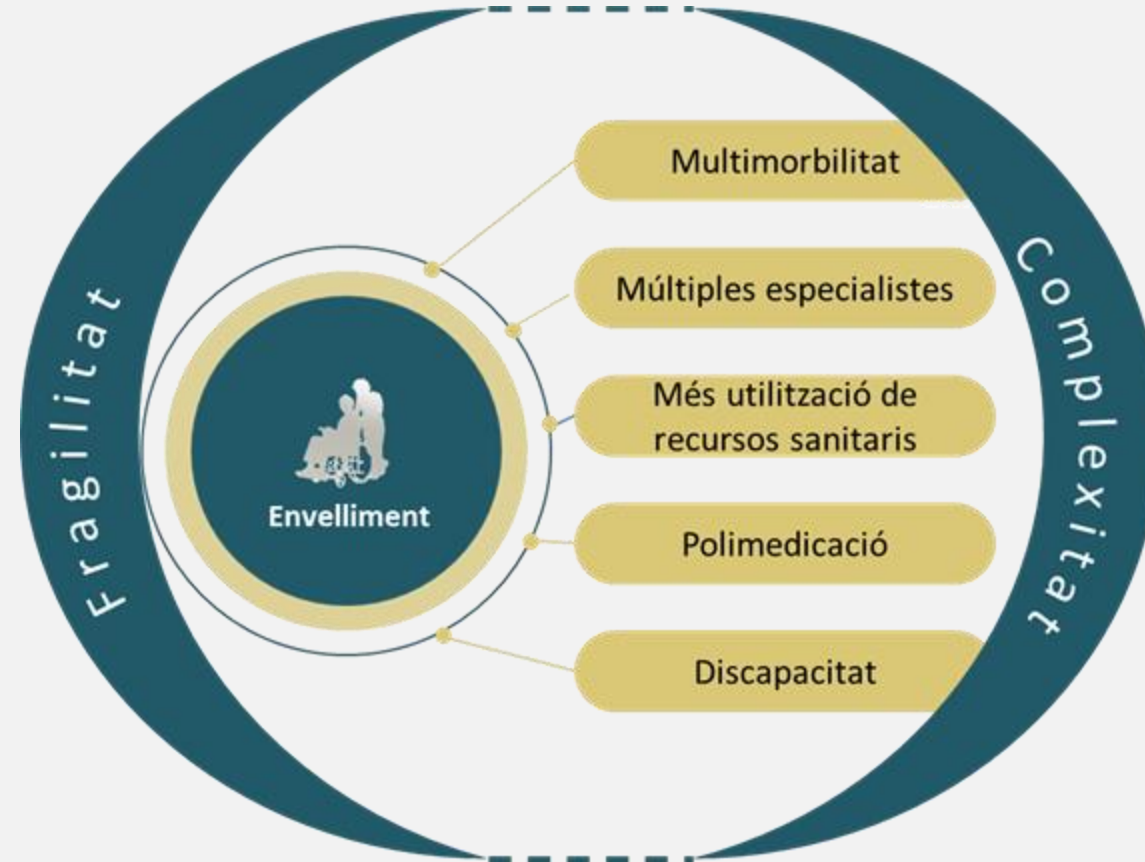 Fragilitat
Envelliment
Multimorbilitat
Múltiples especialistes
Més utilització de
recursos sanitaris
Polimedicació
Discapacitat
Complexitat